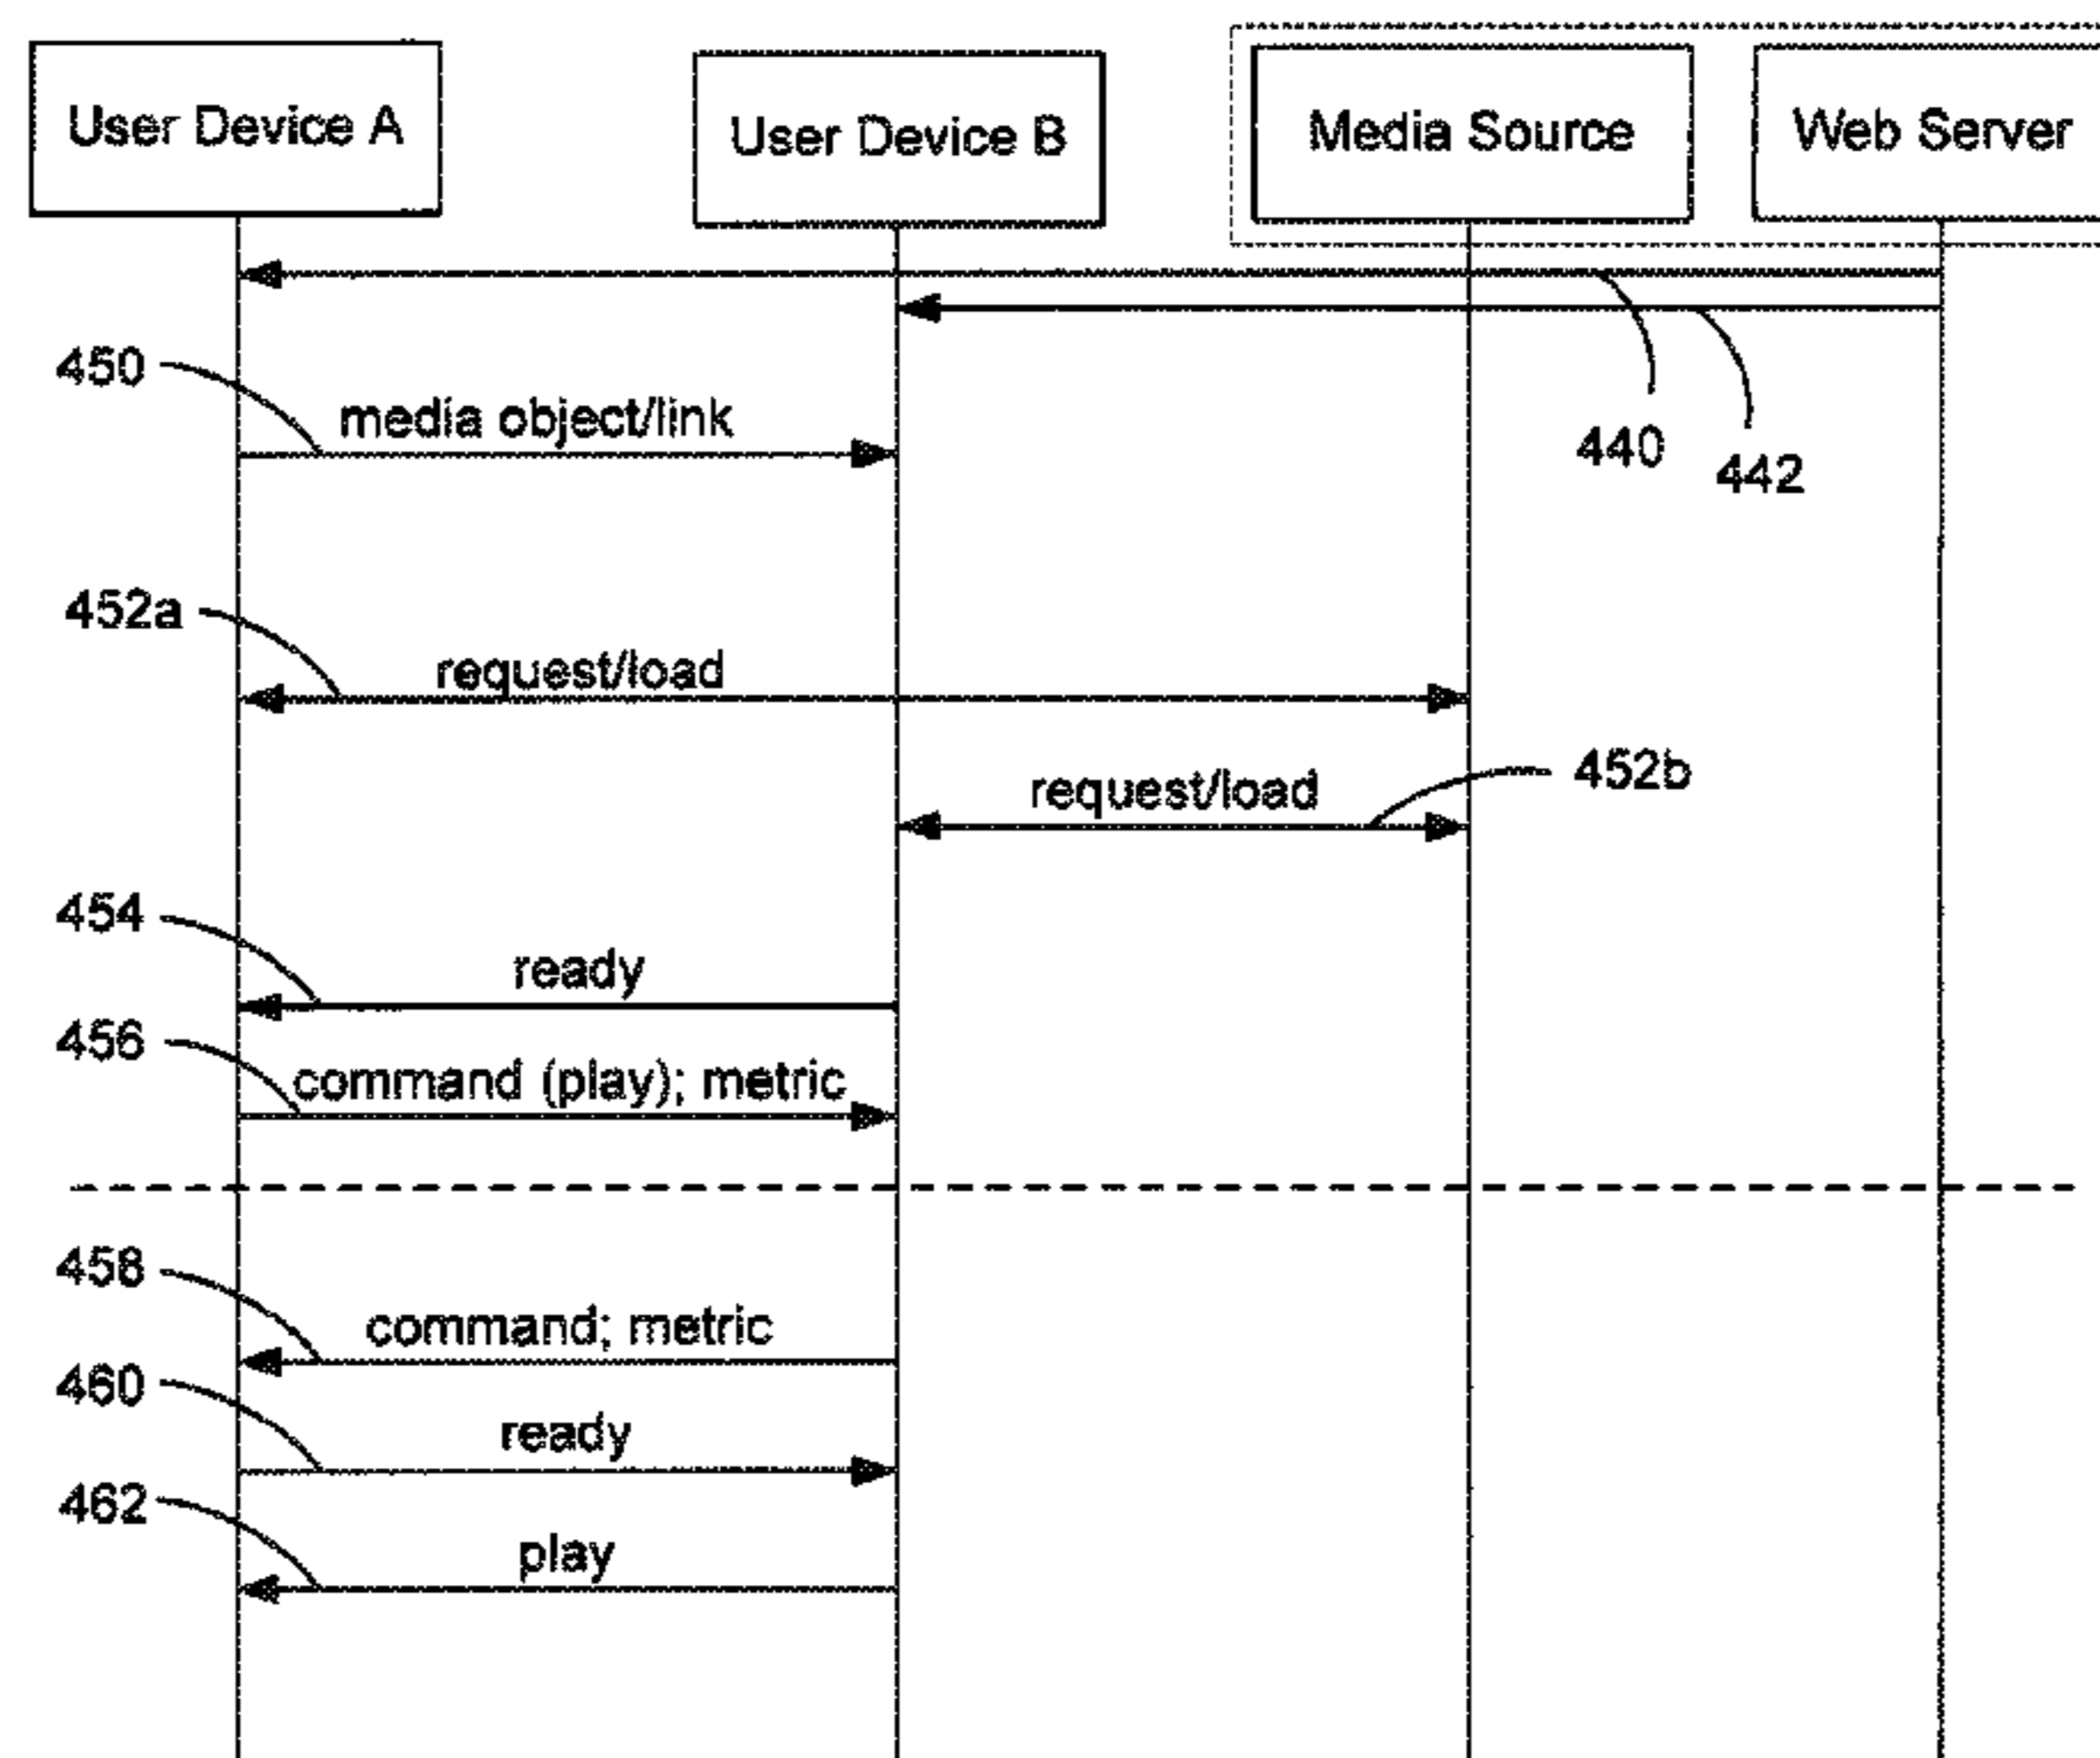 User Device A
User Device B
Media Source
Web Server
450
media object/link
440
442
452a
request/load
request/load
452b
454
ready
456
command (play); metric
458
command; metric
460
ready
462
play